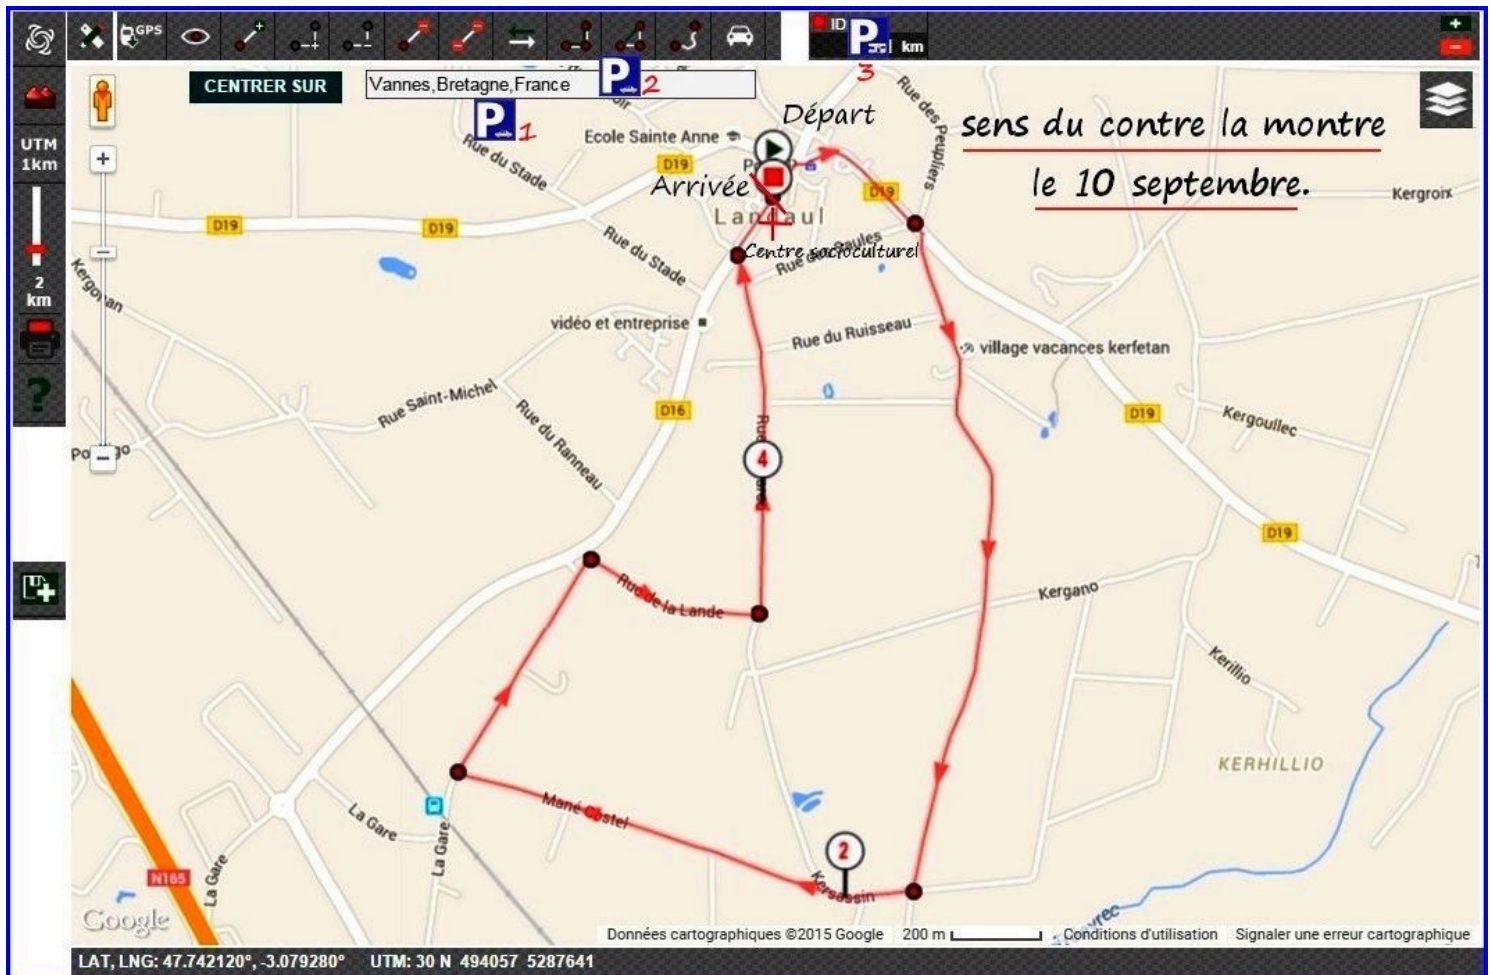 GPS
ID
P
km
CENTRER SUR
Vannes,Bretagne,France
P
2
3
P
1
UTM
1km
Départ
sens du contre la montre
le 10 septembre.
Ecole Sainte Anne
Rue des Peupliers
Rue du Stade
D19
Arrivée
D19
Kergroix
Landaul
D19
D19
Centre socioculturel
Rue du Stade
2
km
vidéo et entreprise
Rue du Ruisseau
village vacances kerfetan
?
Rue Saint-Michel
D16
D19
Kergoullec
Rue du Ranneau
4
D19
Rue de la Lande
Kergano
Kerillio
KERHILLIO
Mané Castel
La Gare
La Gare
2
N165
La Gare
Kersassin
Google
Données cartographiques ©2015 Google
200 m
Conditions d'utilisation
Signaler une erreur cartographique
LAT, LNG: 47.742120°, -3.079280°
UTM: 30 N 494057 5287641